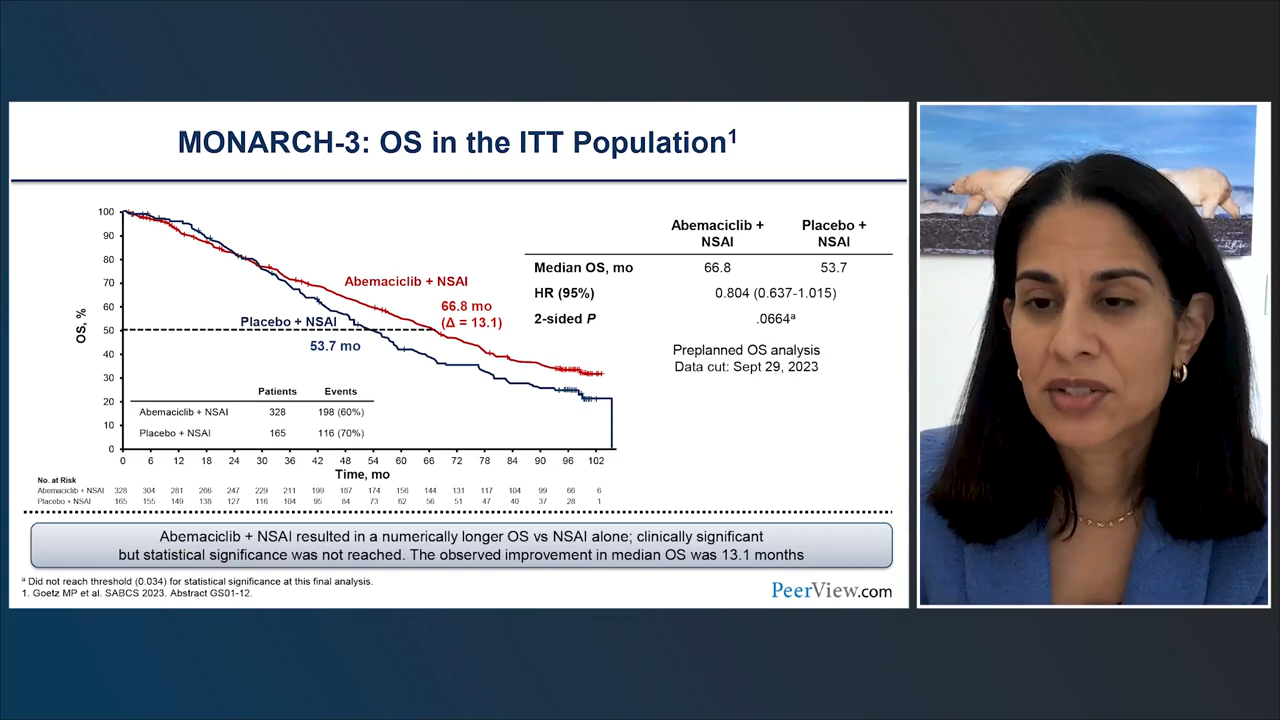 MONARCH-3: OS in the ITT Population1
100
90
80
70
60
50
40
30
20
10
0
OS, %
Abemaciclib + NSAI
66.8 mo
(Δ = 13.1)
Placebo + NSAI
53.7 mo
Patients Events
Abemaciclib + NSAI 328 198 (60%)
Placebo + NSAI 165 116 (70%)
0 6 12 18 24 30 36 42 48 54 60 66 72 78 84 90 96 102
Time, mo
No. at Risk
Abemaciclib + NSAI 328 304 281 266 247 229 211 199 187 174 156 144 131 117 104 99 66 6
Placebo + NSAI 165 155 149 138 127 116 104 95 84 73 62 56 51 47 40 37 28 1
Abemaciclib + NSAI Placebo + NSAI
Median OS, mo 66.8 53.7
HR (95%) 0.804 (0.637-1.015)
2-sided P .0664a
Preplanned OS analysis
Data cut: Sept 29, 2023
Abemaciclib + NSAI resulted in a numerically longer OS vs NSAI alone; clinically significant
but statistical significance was not reached. The observed improvement in median OS was 13.1 months
a Did not reach threshold (0.034) for statistical significance at this final analysis.
1. Goetz MP et al. SABCS 2023. Abstract GS01-12.
PeerView.com